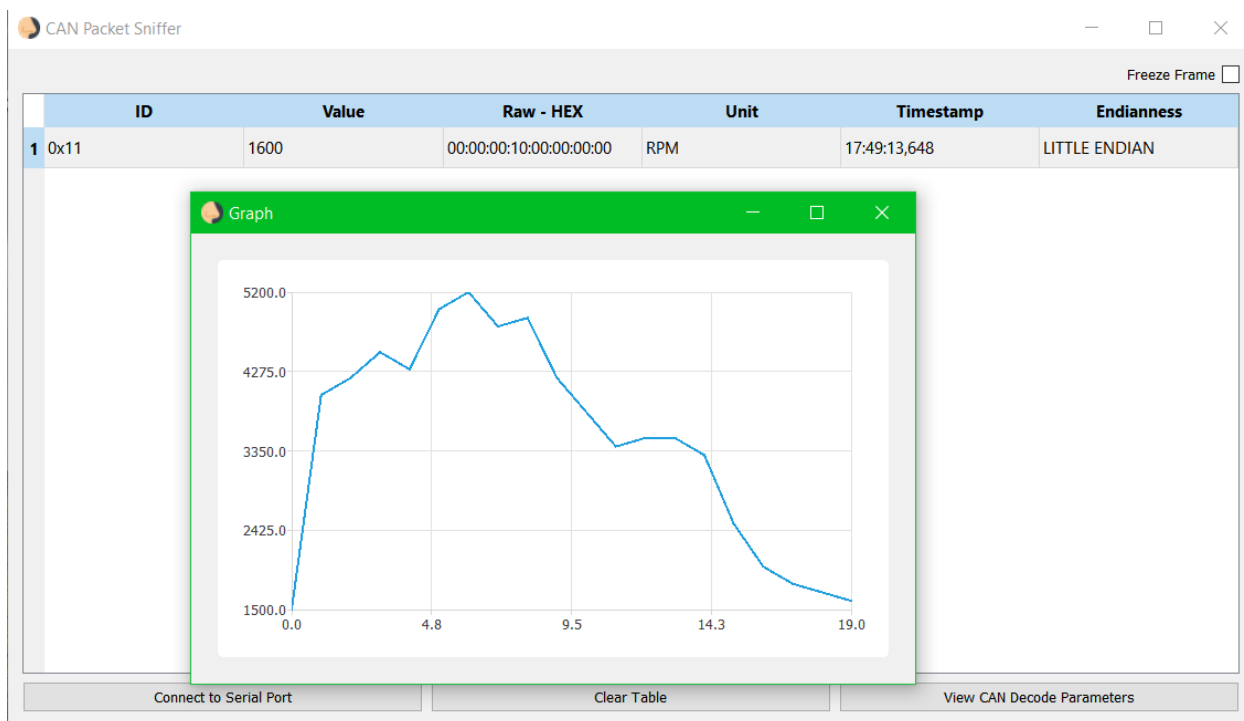 CAN Packet Sniffer
Freeze Frame
ID Value Raw - HEX Unit Timestamp Endianness
1 0x11 1600 00:00:00:10:00:00:00:00 RPM 17:49:13,648 LITTLE ENDIAN
Graph
5200.0
4275.0
3350.0
2425.0
1500.0
0.0 4.8 9.5 14.3 19.0
Connect to Serial Port Clear Table View CAN Decode Parameters